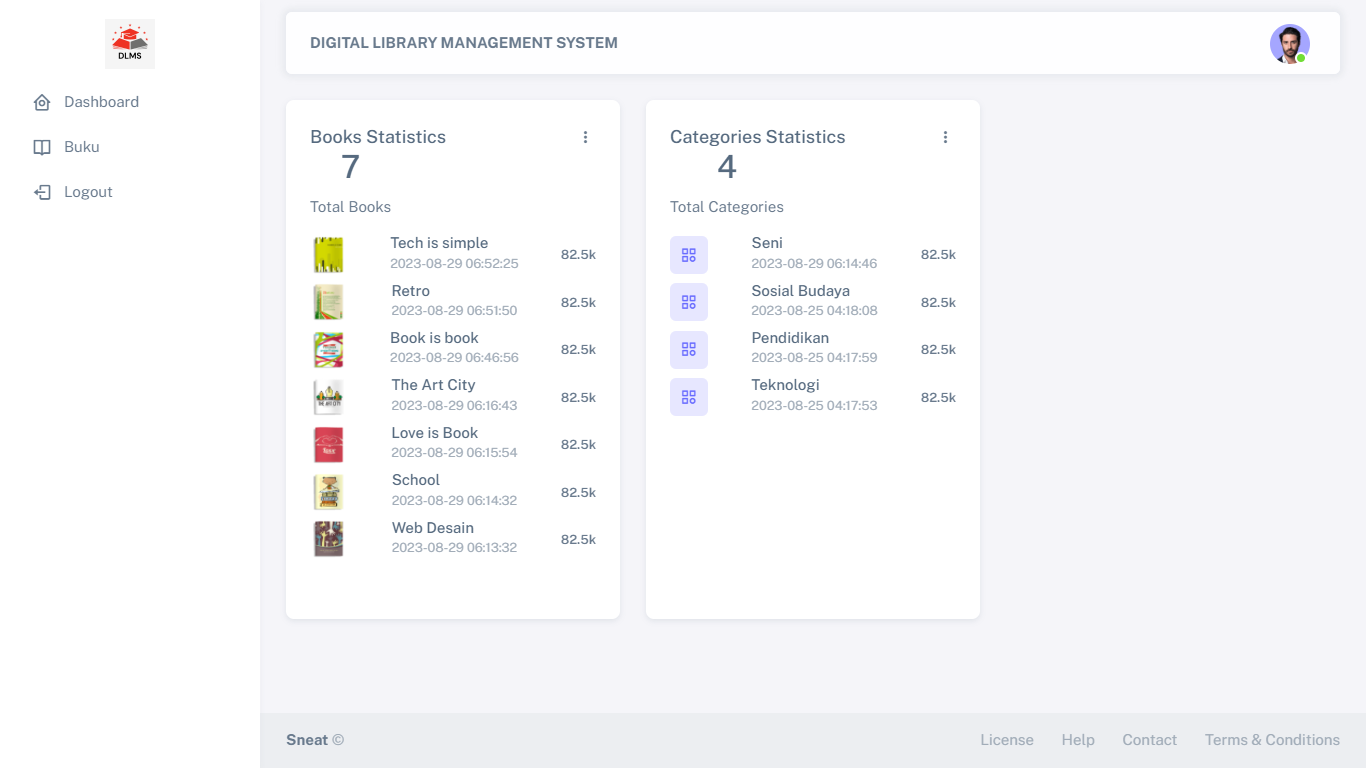 DLMS
Dashboard
Buku
Logout
DIGITAL LIBRARY MANAGEMENT SYSTEM
Books Statistics
7
Total Books
Tech is simple
2023-08-29 06:52:25
82.5k
Retro
2023-08-29 06:51:50
82.5k
Book is book
2023-08-29 06:46:56
82.5k
The Art City
2023-08-29 06:16:43
82.5k
Love is Book
2023-08-29 06:15:54
82.5k
School
2023-08-29 06:14:32
82.5k
Web Desain
2023-08-29 06:13:32
82.5k
THE ART CITY
Categories Statistics
4
Total Categories
Seni
2023-08-29 06:14:46
82.5k
Sosial Budaya
2023-08-25 04:18:08
82.5k
Pendidikan
2023-08-25 04:17:59
82.5k
Teknologi
2023-08-25 04:17:53
82.5k
Sneat ©
License Help Contact Terms & Conditions